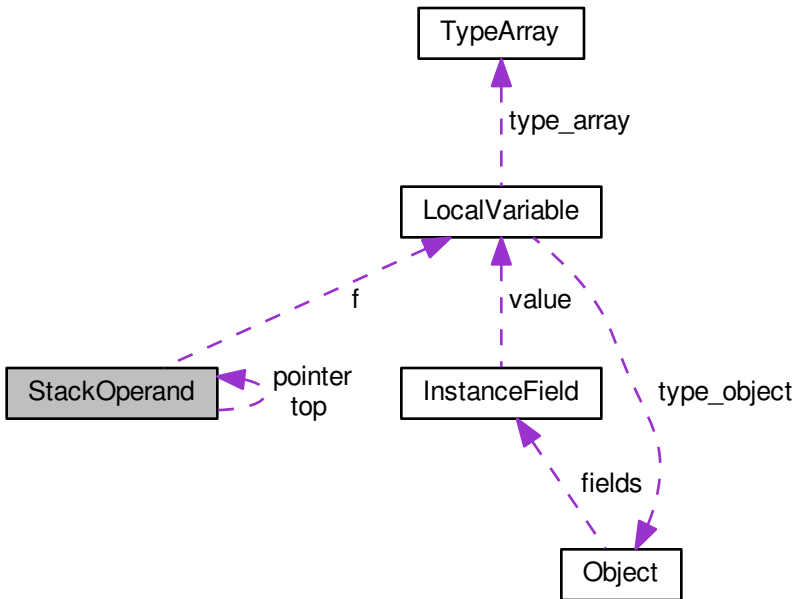 TypeArray
type_array
LocalVariable
f
value
StackOperand
pointer
top
InstanceField
type_object
fields
Object